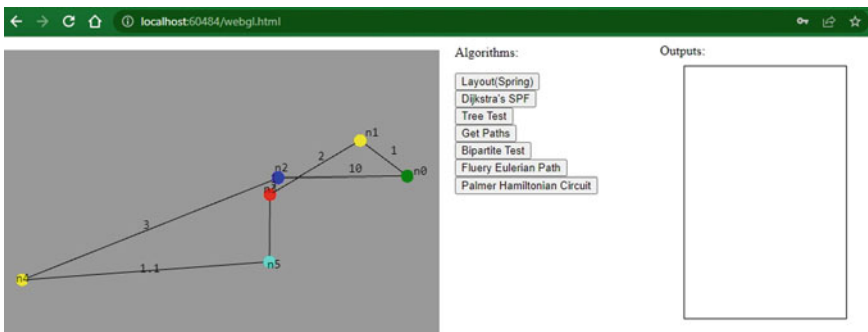 localhost:60484/webgl.html
Algorithms:
Outputs:
Layout(Spring)
Dijkstra's SPF
Tree Test
Get Paths
Bipartite Test
Fluery Eulerian Path
Palmer Hamiltonian Circuit
n1
1
2
n2
10
n0
3
n4
1.1
n5